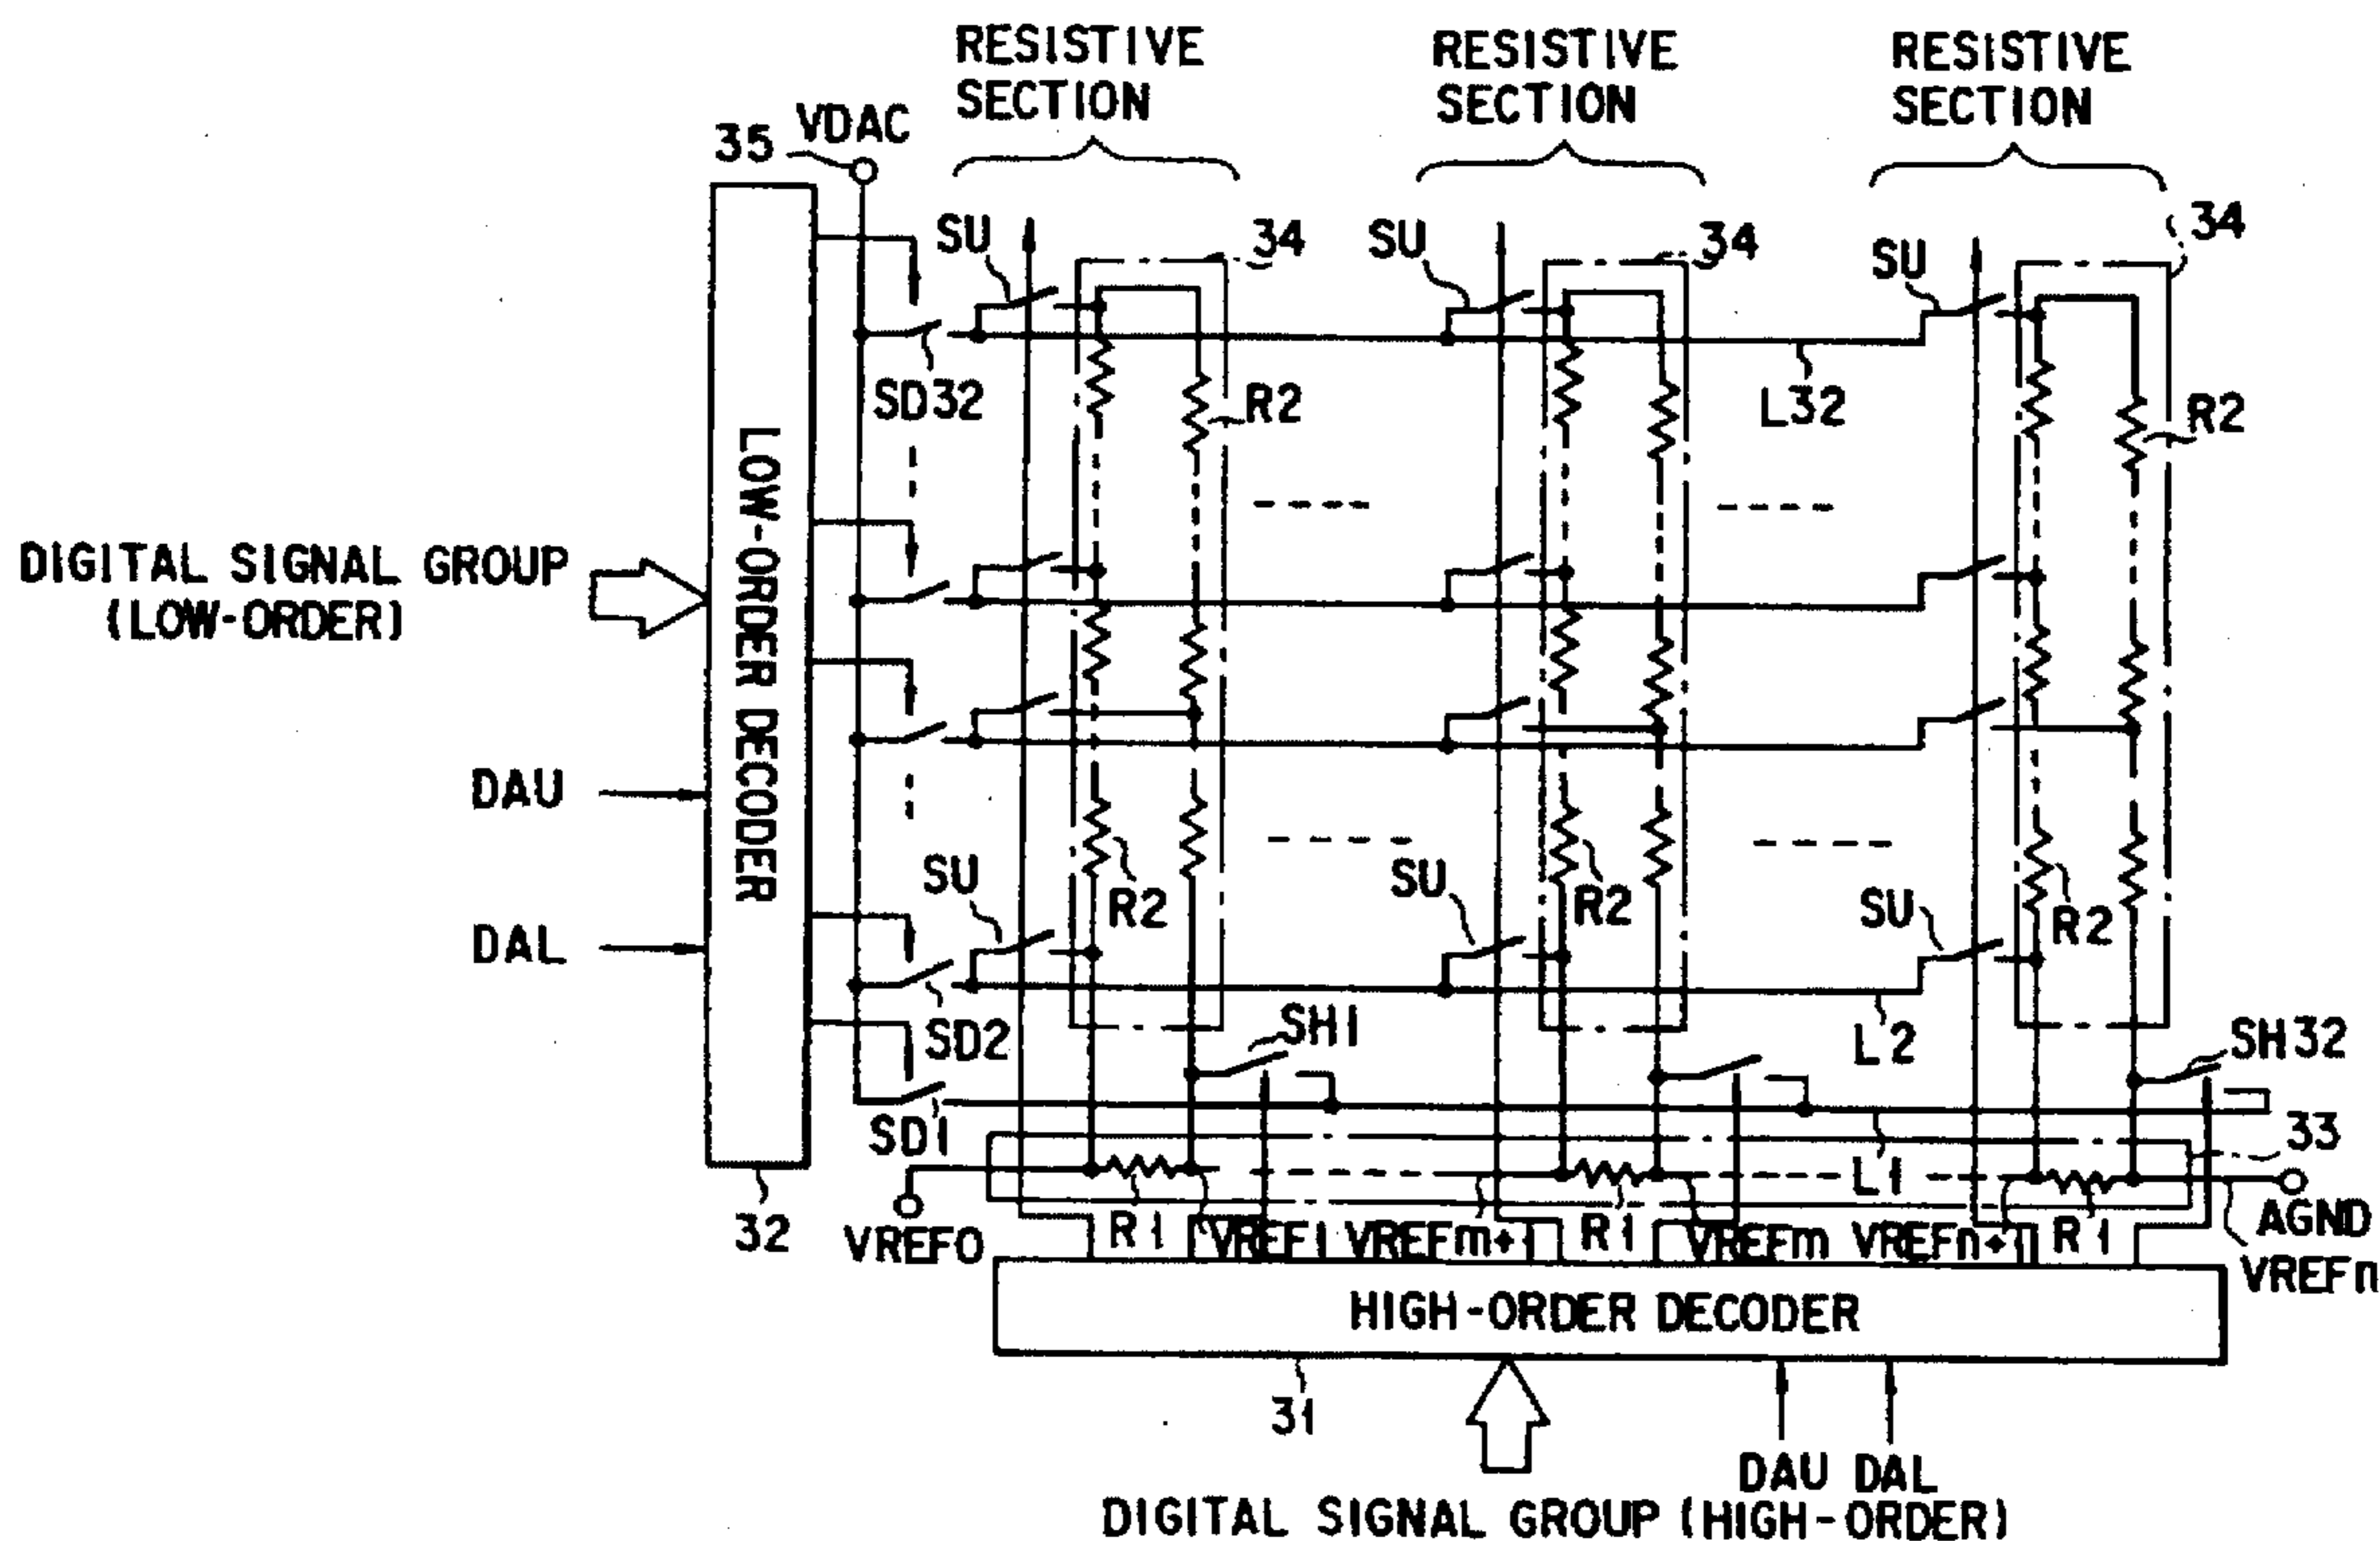 RESISTIVE
SECTION
RESISTIVE
SECTION
RESISTIVE
SECTION
35
VDAC
SU
34
SU
34
SU
34
SD32
R2
L32
R2
LOW-ORDER DECODER
DIGITAL SIGNAL GROUP
(LOW-ORDER)
DAU
DAL
SU
R2
SU
R2
SU
R2
SD2
SH1
L2
SH32
SD1
33
L1
32
VREF0
R1
VREF1
VREFm+1
R1
VREFm
VREFn+1
R1
AGND
VREFn
HIGH-ORDER DECODER
31
DAU
DAL
DIGITAL SIGNAL GROUP (HIGH-ORDER)